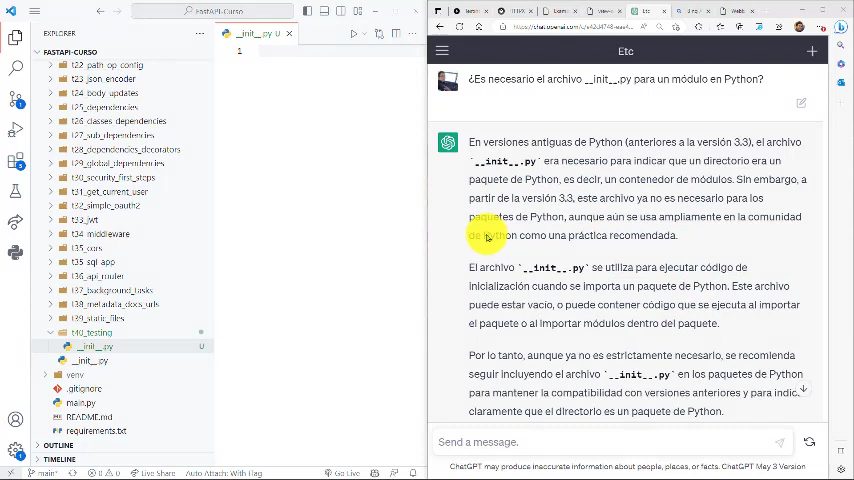 FastAPI-Curso
EXPLORER
FASTAPI-CURSO
t22_path_op_config
t23_json_encoder
t24_body_updates
t25_dependencies
t26_classes_dependencies
t27_sub_dependencies
t28_dependencies_decorators
t29_global_dependencies
t30_security_first_steps
t31_get_current_user
t32_simple_oauth2
t33_jwt
t34_middleware
t35_cors
t35_sql_app
t36_api_router
t37_background_tasks
t38_metadata_docs_urls
t39_static_files
t40_testing
__init__.py U
__init__.py
venv
.gitignore
main.py
README.md
requirements.txt
OUTLINE
TIMELINE
main*
0 0
Live Share
Auto Attach: With Flag
Go Live
__init__.py U
1
https://chat.openai.com/c/e42d4748-eae4...
Etc
¿Es necesario el archivo __init__.py para un módulo en Python?
En versiones antiguas de Python (anteriores a la versión 3.3), el archivo
`__init__.py` era necesario para indicar que un directorio era un
paquete de Python, es decir, un contenedor de módulos. Sin embargo, a
partir de la versión 3.3, este archivo ya no es necesario para los
paquetes de Python, aunque aún se usa ampliamente en la comunidad
de Python como una práctica recomendada.
El archivo `__init__.py` se utiliza para ejecutar código de
inicialización cuando se importa un paquete de Python. Este archivo
puede estar vacío, o puede contener código que se ejecuta al importar
el paquete o al importar módulos dentro del paquete.
Por lo tanto, aunque ya no es estrictamente necesario, se recomienda
seguir incluyendo el archivo `__init__.py` en los paquetes de Python
para mantener la compatibilidad con versiones anteriores y para indic
claramente que el directorio es un paquete de Python.
Send a message.
ChatGPT may produce inaccurate information about people, places, or facts. ChatGPT May 3 Version